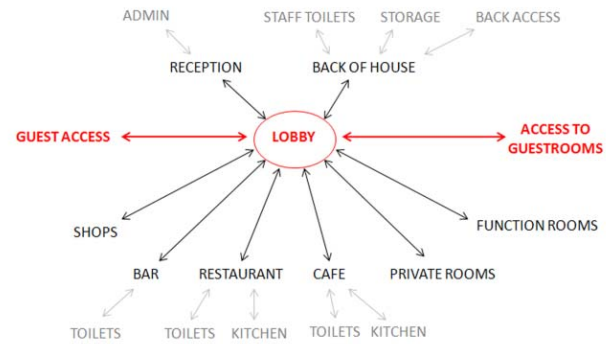 ADMIN
STAFF TOILETS
STORAGE
BACK ACCESS
RECEPTION
BACK OF HOUSE
GUEST ACCESS
LOBBY
ACCESS TO
GUESTROOMS
SHOPS
FUNCTION ROOMS
BAR
RESTAURANT
CAFE
PRIVATE ROOMS
TOILETS
TOILETS
KITCHEN
TOILETS
KITCHEN